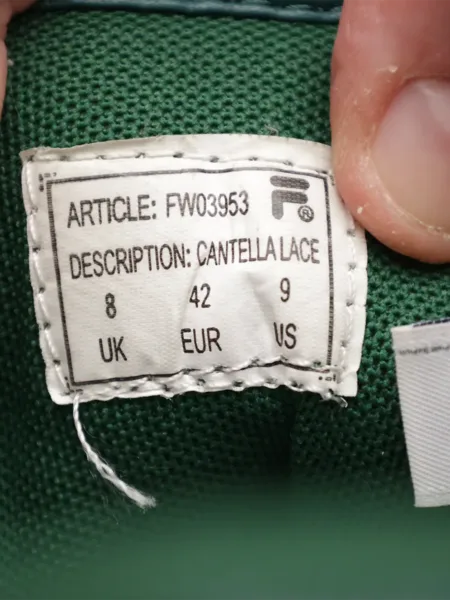 ARTICLE: FW03953 F®
DESCRIPTION: CANTELLA LACE
8 42 9
UK EUR US